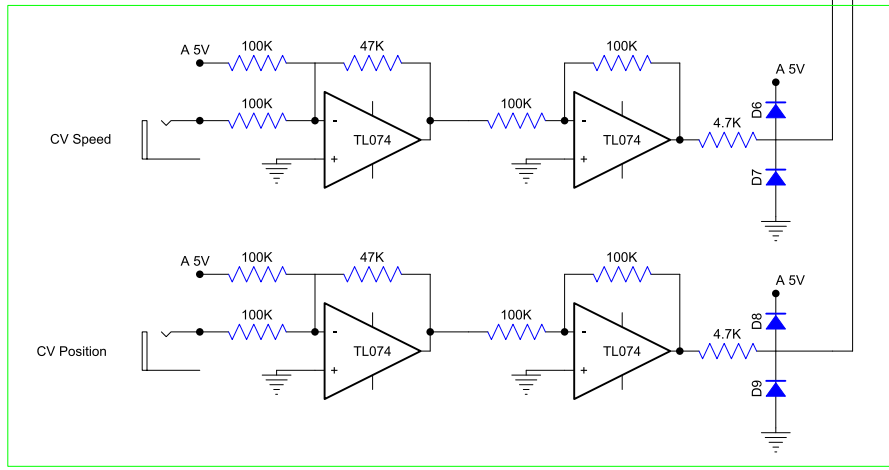 100K
47K
100K
A 5V
A 5V
100K
100K
4.7K
D6
CV Speed
-
TL074
+
-
TL074
+
D7
100K
47K
100K
A 5V
A 5V
100K
100K
4.7K
D8
CV Position
-
TL074
+
-
TL074
+
D9